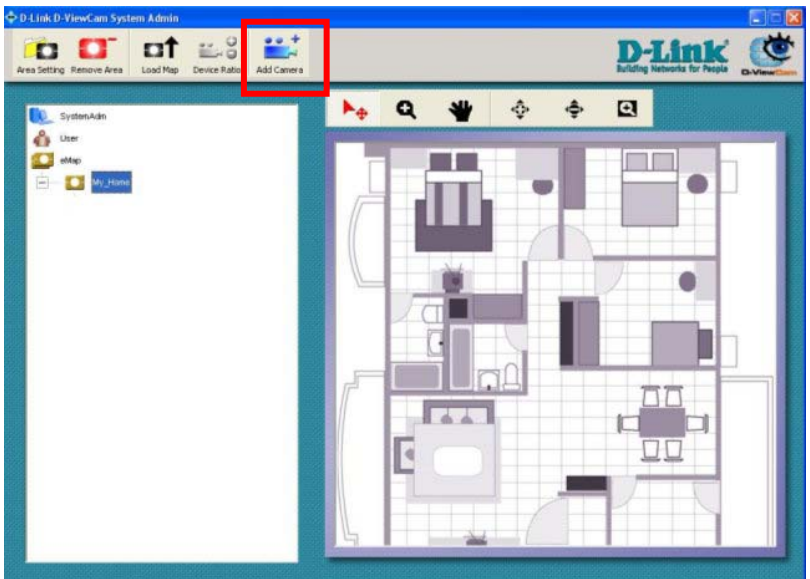 D-Link D-ViewCam System Admin
Area Setting Remove Area Load Map Device Ratio Add Camera
D-Link
Building Networks for People
D-ViewCam
SystemAdm
User
eMap
My_Home